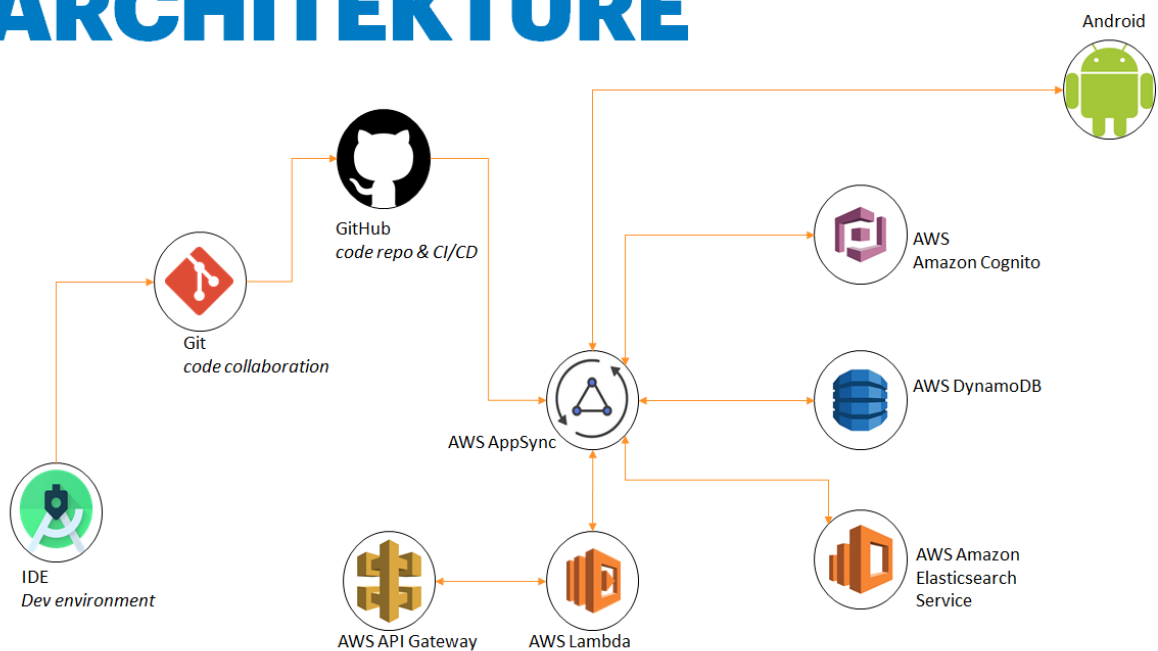 ARCHITEKTURE
Android
GitHub
code repo & CI/CD
AWS
Amazon Cognito
Git
code collaboration
AWS DynamoDB
AWS AppSync
AWS Amazon
Elasticsearch
Service
IDE
Dev environment
AWS API Gateway
AWS Lambda